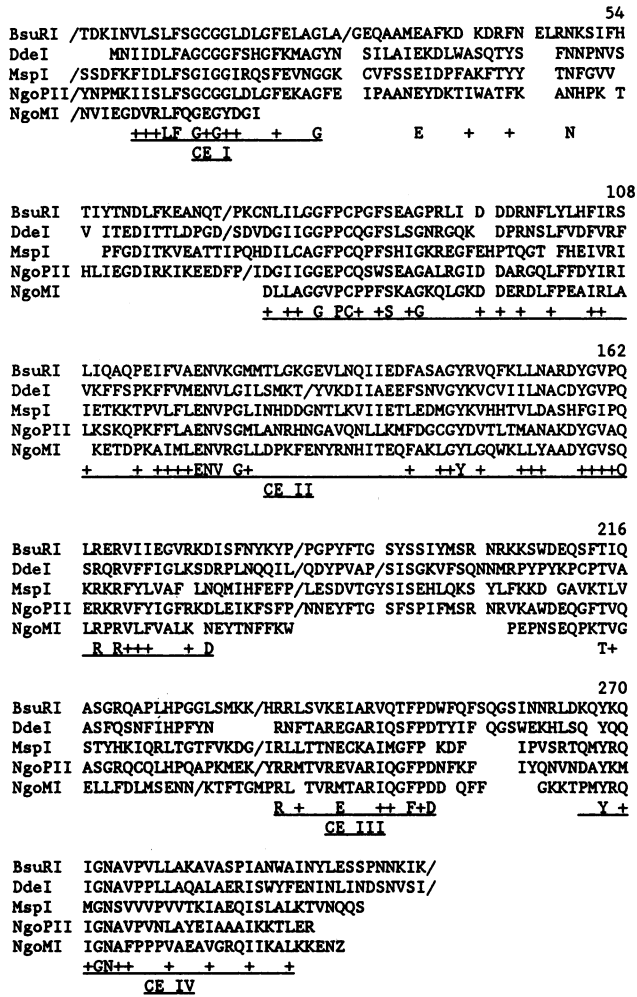 54
BsuRI /TDKINVLSLFSGCGGLDLGFELAGLA/GEQAAMEAFKD KDRFN ELRNKSIFH
DdeI MNIIDLFAGCGGFSHGFKMAGYN SILAIEKDLWASQTYS FNNPNVS
MspI /SSDFKFIDLFSGIGGIRQSFEVNGGK CVFSSEIDPFAKFTYY TNFGVV
NgoPII/YNPMKIISLFSGCGGLDLGFEKAGFE IPAANEYDKTIWATFK ANHPK T
NgoMI /NVIEGDVRLFQGEGYDGI
+++LF G+G++ + G E + + N
CE I
108
BsuRI TIYTNDLFKEANQT/PKCNLILGGFPCPGFSEAGPRLI D DDRNFLYLHFIRS
DdeI V ITEDITTLDPGD/SDVDGIIGGPPCQGFSLSGNRGQK DPRNSLFVDFVRF
MspI PFGDITKVEATTIPQHDILCAGFPCQPFSHIGKREGFEHPTQGT FHEIVRI
NgoPII HLIEGDIRKIKEEDFP/IDGIIGGEPCQSWSEAGALRGID DARGQLFFDYIRI
NgoMI DLLAGGVPCPPFSKAGKQLGKD DERDLFPEAIRLA
+ ++ G PC+ +S +G + + + ++
162
BsuRI LIQAQPEIFVAENVKGMMTLGKGEVLNQIIEDFASAGYRVQFKLLNARDYGVPQ
DdeI VKFFSPKFFVMENVLGILSMKT/YVKDIIAEEFSNVGYKVCVIILNACDYGVPQ
MspI IETKKTPVLFLENVPGLINHDDGNTLKVIIETLEDMGYKVHHTVLDASHFGIPQ
NgoPII LKSKQPKFFLAENVSGMLANRHNGAVQNLLKMFDGCGYDVTLTMANAKDYGVAQ
NgoMI KETDPKAIMLENVRGLLDPKFENYRNHITEQFAKLGYLGQWKLLYAADYGVSQ
+ + ++++ENV G+ + ++Y + +++ ++++Q
CE II
216
BsuRI LRERVIIEGVRKDISFNYKYP/PGPYFTG SYSSIYMSR NRKKSWDEQSFTIQ
DdeI SRQRVFFIGLKSDRPLNQQIL/QDYPVAP/SISGKVFSQNNMRPYPYKPCPTVA
MspI KRKRFYLVAF LNQMIHFEFP/LESDVTGYSISEHLQKS YLFKKD GAVKTLV
NgoPII ERKRVFYIGFRKDLEIKFSFP/NNEYFTG SFSPIFMSR NRVKAWDEQGFTVQ
NgoMI LRPRVLFVALK NEYTNFFKW PEPNSEQPKTVG
R R+++ + D T+
270
BsuRI ASGRQAPLHPGGLSMKK/HRRLSVKEIARVQTFPDWFQFSQGSINNRLDKQYKQ
DdeI ASFQSNFIHPFYN RNFTAREGARIQSFPDTYIF QGSWEKHLSQ YQQ
MspI STYHKIQRLTGTFVKDG/IRLLTTNECKAIMGFP KDF IPVSRTQMYRQ
NgoPII ASGRQCQLHPQAPKMEK/YRRMTVREVARIQGFPDNFKF IYQNVNDAYKM
NgoMI ELLFDLMSENN/KTFTGMPRL TVRMTARIQGFPDD QFF GKKTPMYRQ
R + E ++ F+D Y +
CE III
BsuRI IGNAVPVLLAKAVASPIANWAINYLESSPNNKIK/
DdeI IGNAVPPLLAQALAERISWYFENINLINDSNVSI/
MspI MGNSVVVPVVTKIAEQISLALKTVNQQS
NgoPII IGNAVPVNLAYEIAAAIKKTLER
NgoMI IGNAFPPPVAEAVGRQIIKALKKENZ
+GN++ + + + +
CE IV